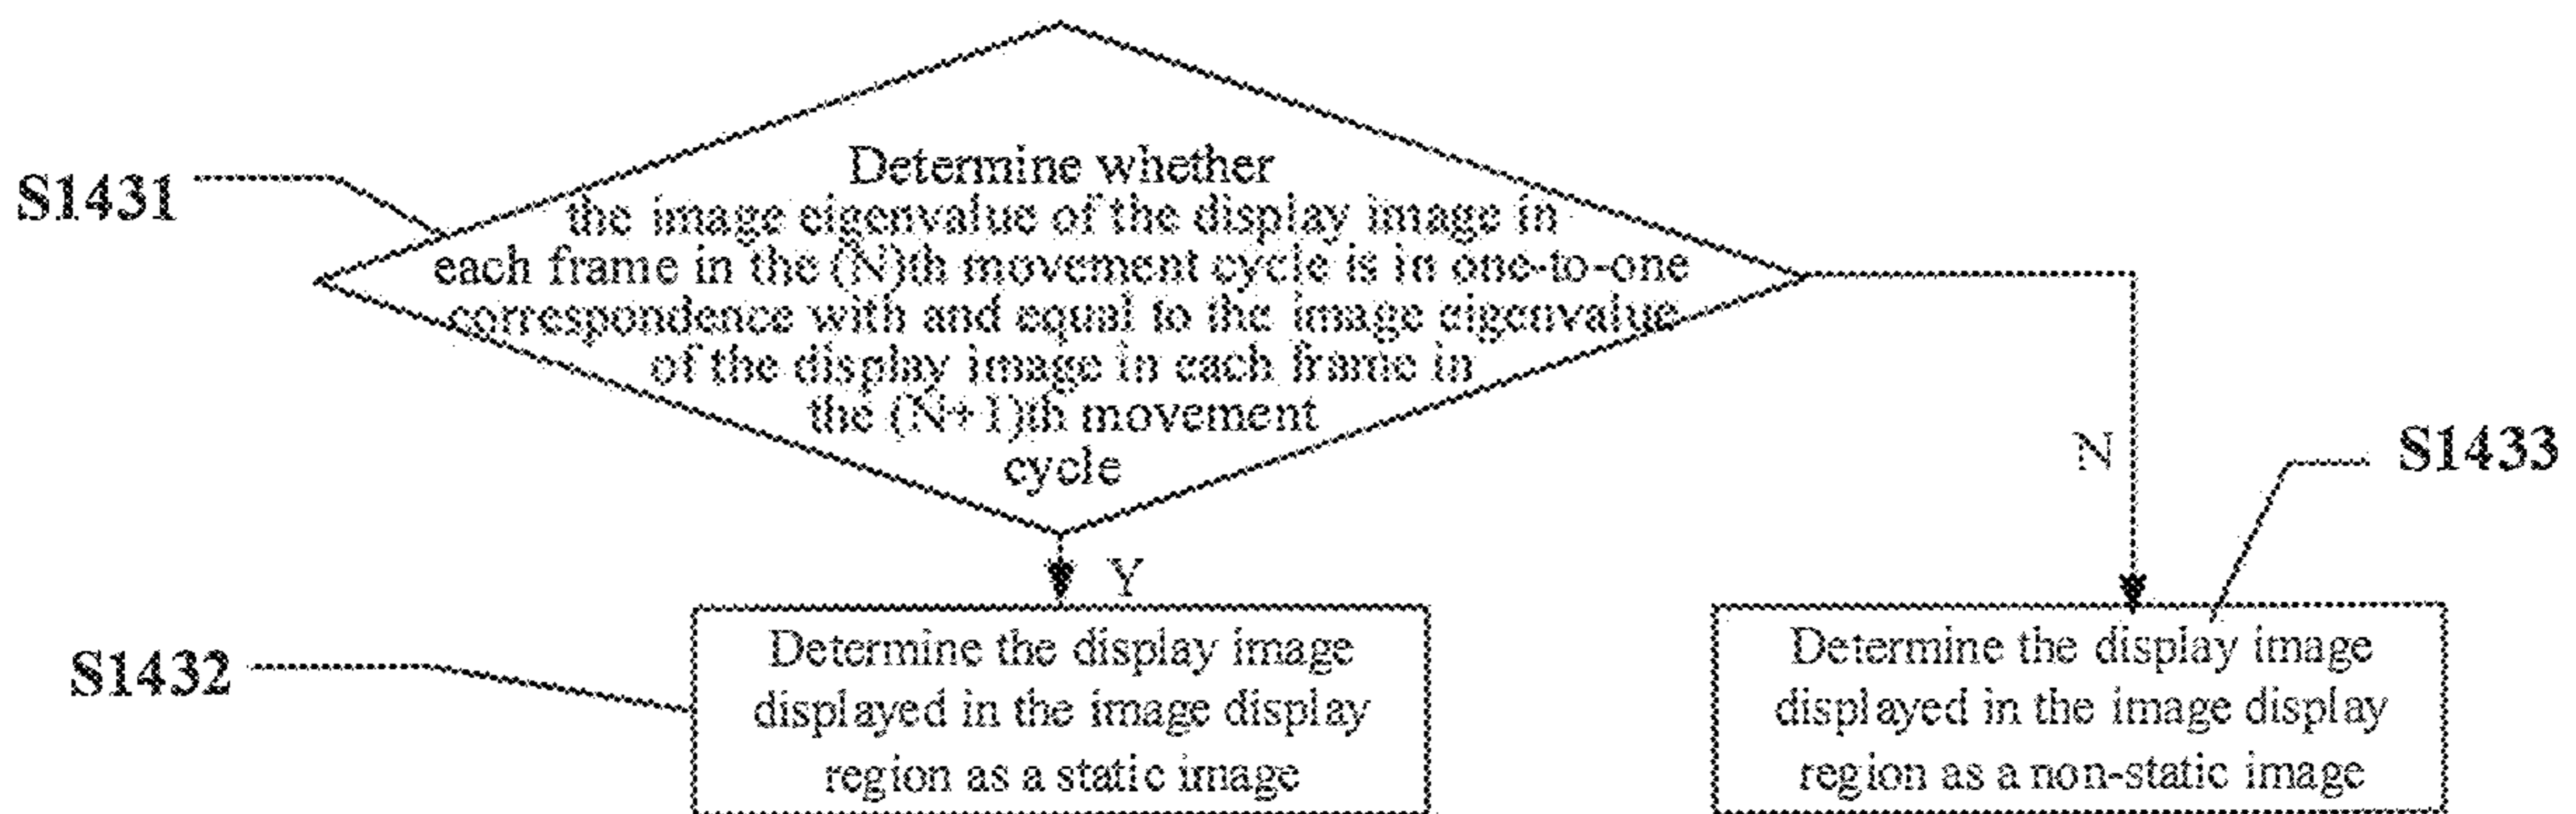 S1431
Determine whether
the image eigenvalue of the display image in
each frame in the (N)th movement cycle is in one-to-one
correspondence with and equal to the image eigenvalue
of the display image in each frame in
the (N+1)th movement
cycle
N
S1433
Y
S1432
Determine the display image
displayed in the image display
region as a static image
Determine the display image
displayed in the image display
region as a non-static image